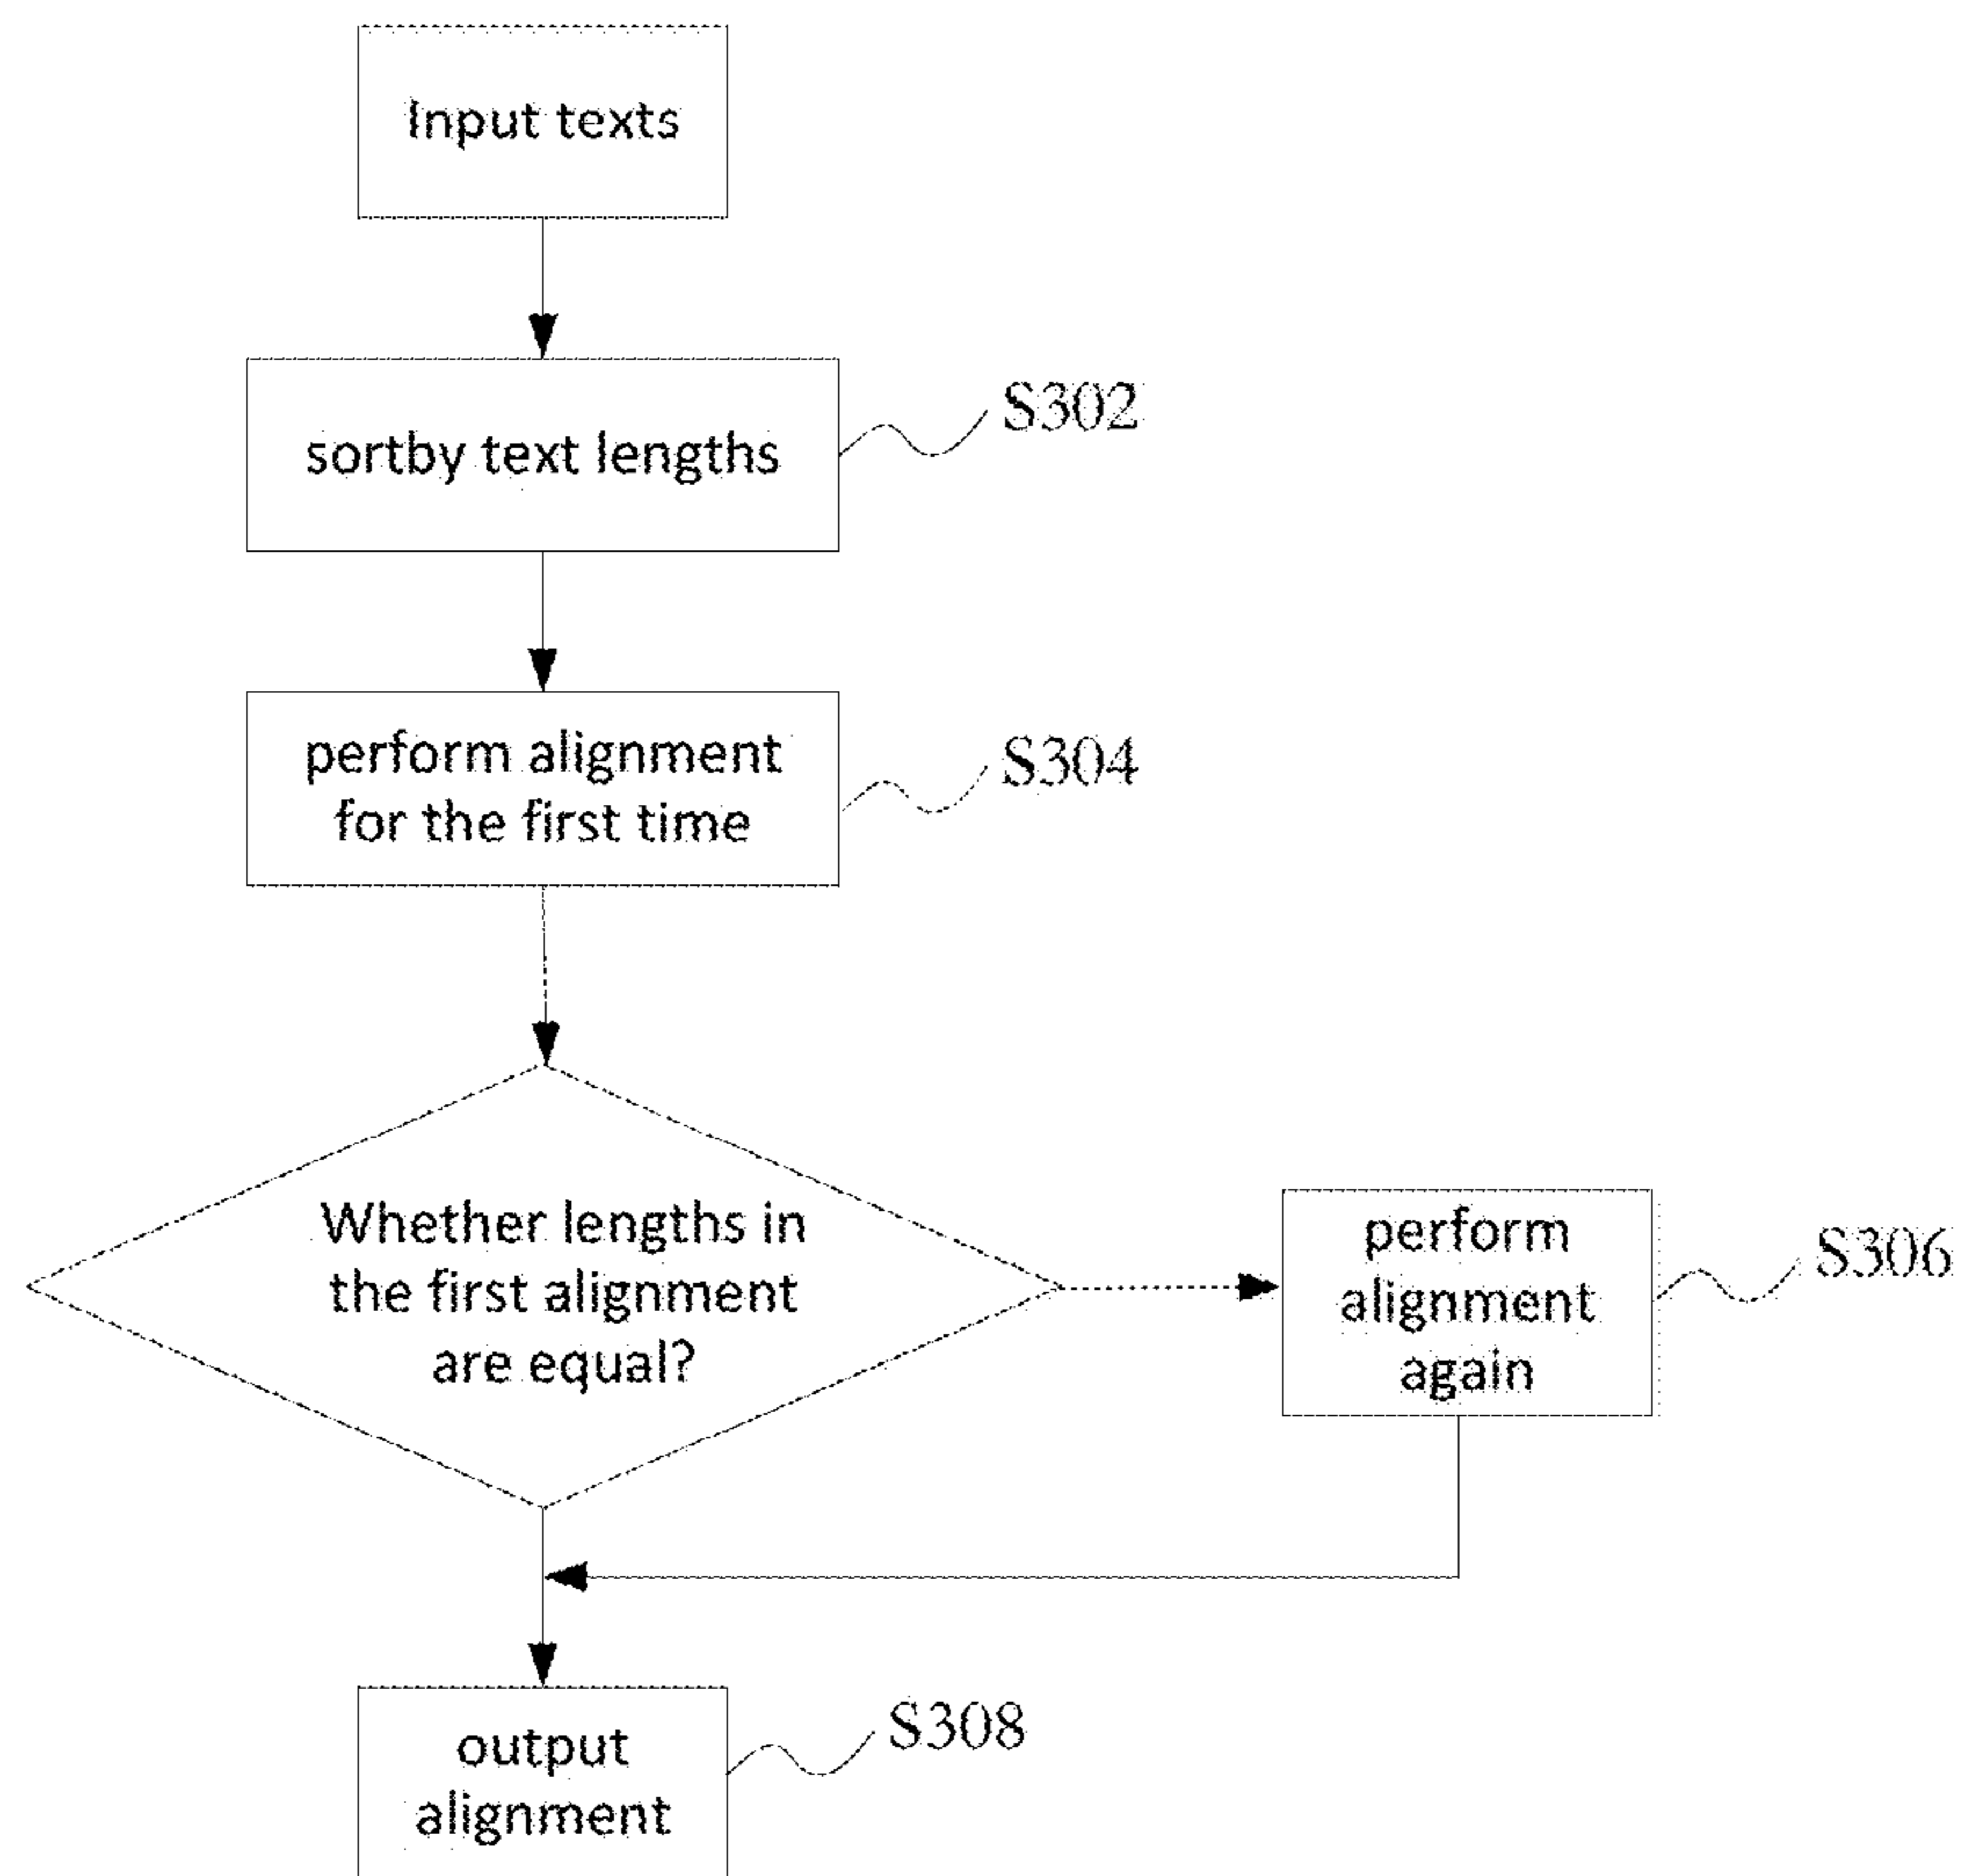 Input texts
sortby text lengths
S302
perform alignment
for the first time
S304
Whether lengths in
the first alignment
are equal?
perform
alignment
again
S306
output
alignment
S308